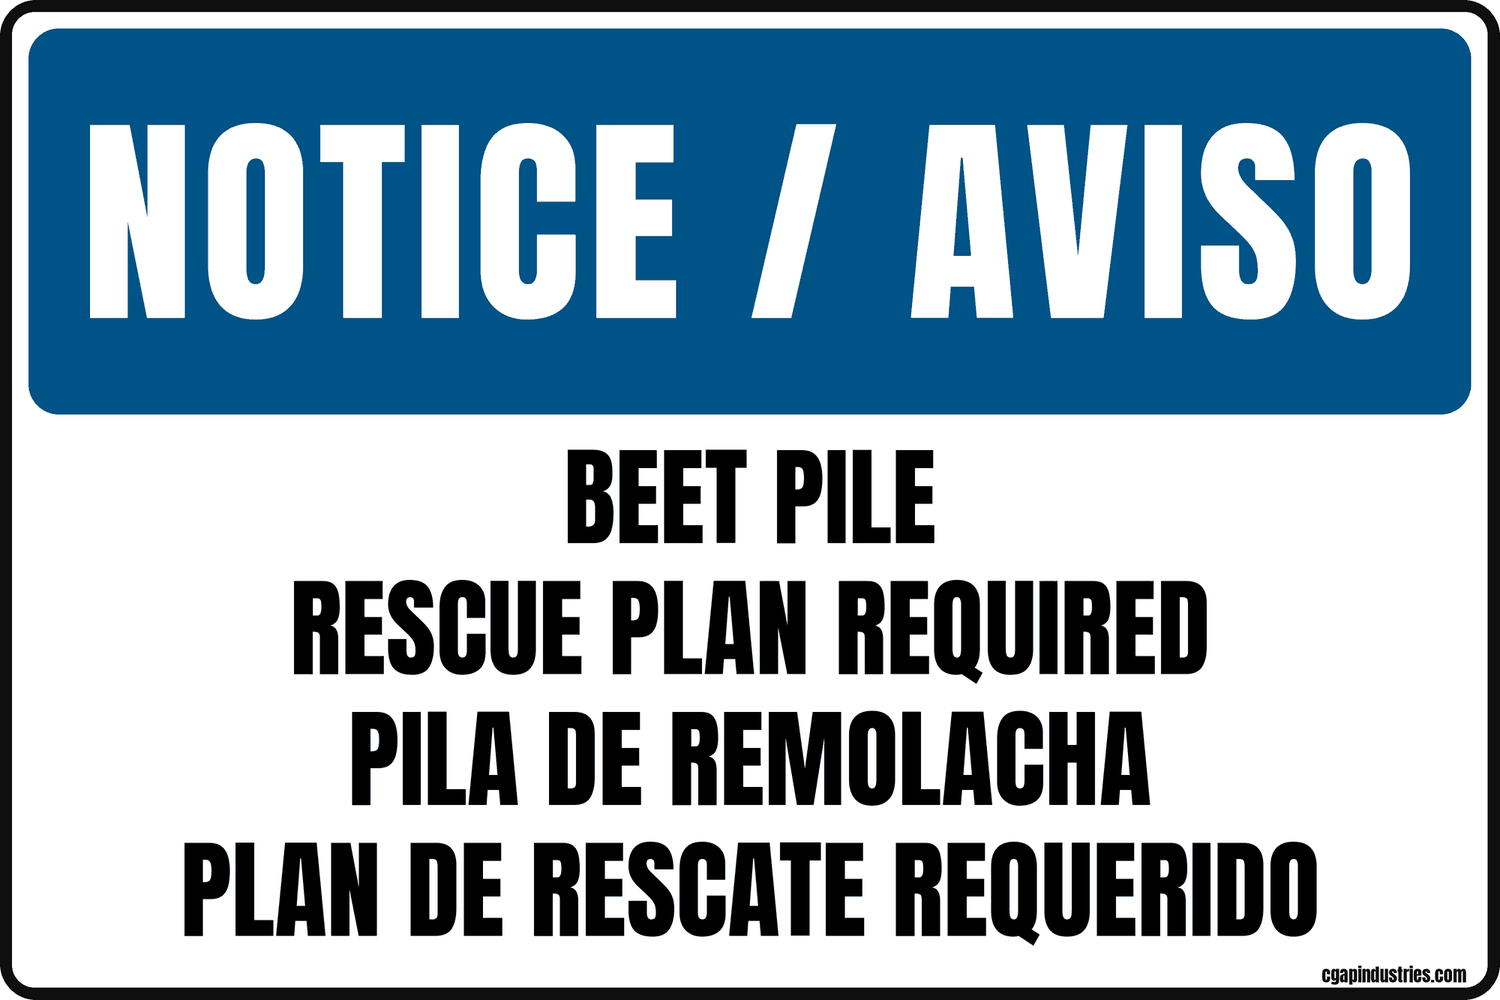 NOTICE / AVISO
BEET PILE
RESCUE PLAN REQUIRED
PILA DE REMOLACHA
PLAN DE RESCATE REQUERIDO
cgapindustries.com